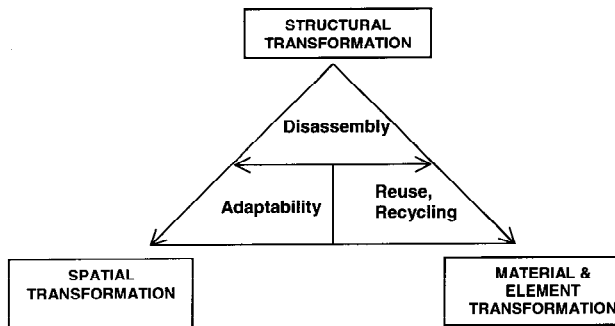 STRUCTURAL
TRANSFORMATION
Disassembly
Adaptability
Reuse,
Recycling
SPATIAL
TRANSFORMATION
MATERIAL &
ELEMENT
TRANSFORMATION